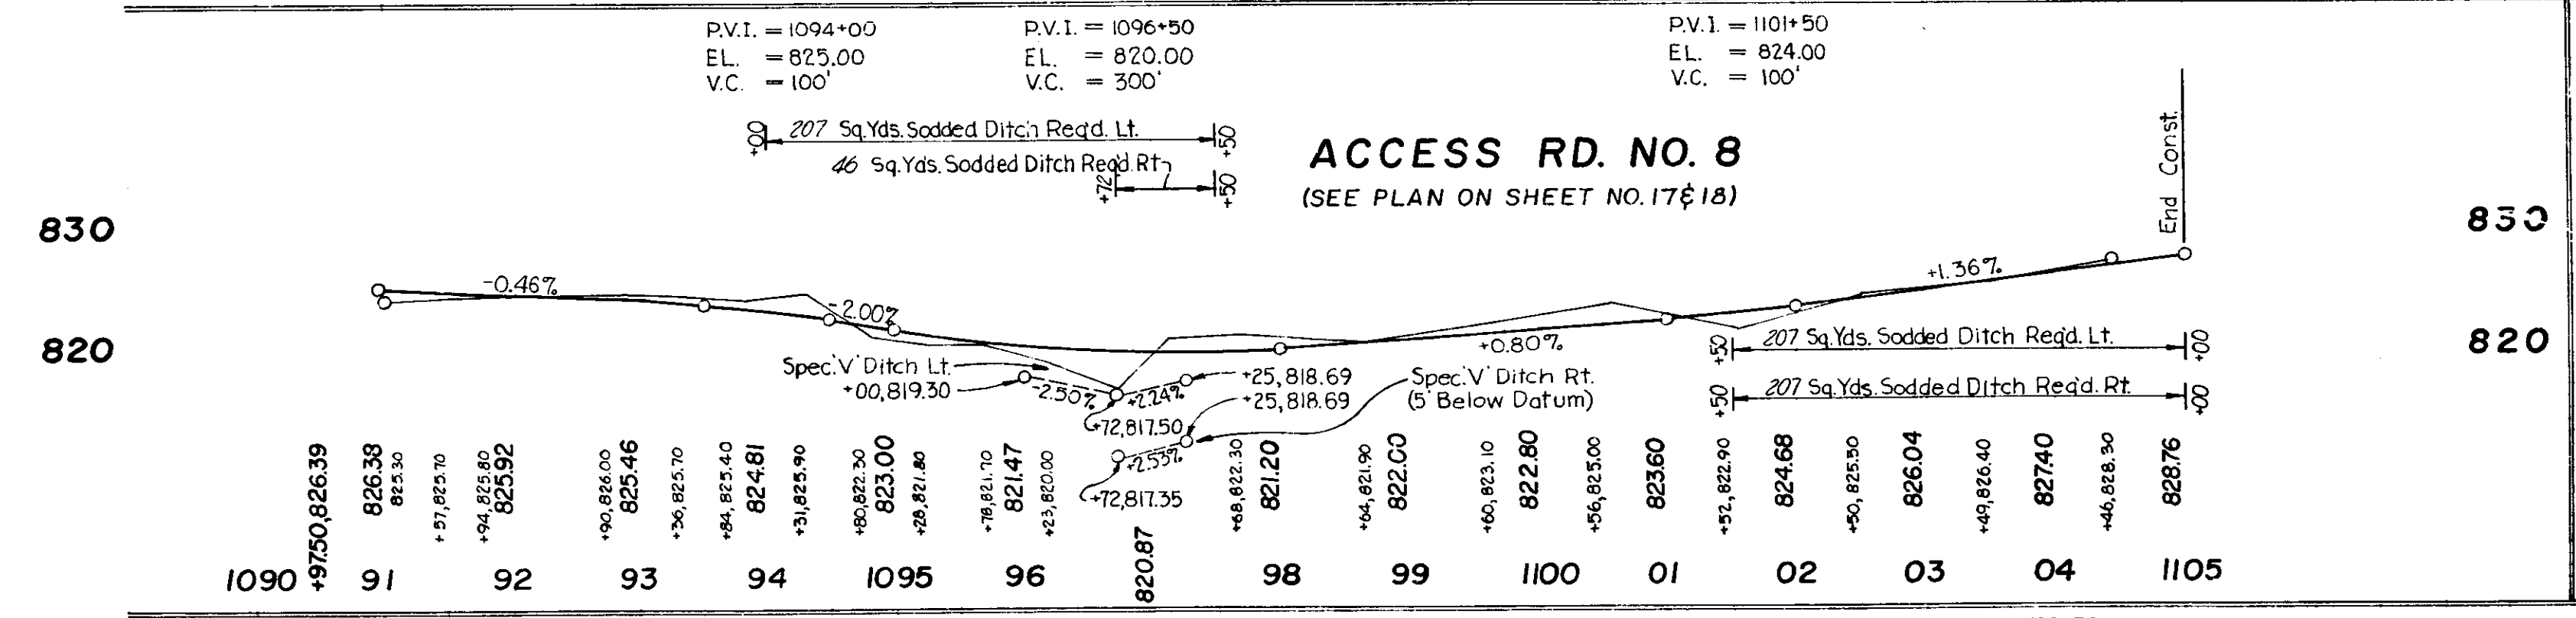 P.V.I. = 1094+00
EL. = 825.00
V.C. = 100'
P.V.I. = 1096+50
EL. = 820.00
V.C. = 300'
P.V.I. = 1101+50
EL. = 824.00
V.C. = 100'
+00
207 Sq.Yds. Sodded Ditch Req'd. Lt.
+50
46 Sq.Yds. Sodded Ditch Req'd. Rt
+72
+50
ACCESS RD. NO. 8
(SEE PLAN ON SHEET NO. 17 & 18)
End Const.
830
830
-0.46%
-2.00%
+1.36%
820
820
+0.80%
+50
207 Sq.Yds. Sodded Ditch Req'd. Lt.
+00
Spec. 'V' Ditch Lt.
+00, 819.30
-2.50%
+2.24%
+25, 818.69
+25, 818.69
Spec. 'V' Ditch Rt.
(5' Below Datum)
+50
207 Sq.Yds. Sodded Ditch Req'd. Rt.
+00
+72, 817.50
+2.53%
+72, 817.35
+97.50, 826.39
826.38
825.30
+57, 825.70
+94, 825.80
825.92
+90, 826.00
825.46
+36, 825.70
+84, 825.40
824.81
+31, 825.90
+80, 822.30
823.00
+28, 821.80
+78, 821.70
821.47
+23, 820.00
820.87
+68, 822.30
821.20
+64, 821.90
822.00
+60, 823.10
822.80
+56, 825.00
823.60
+52, 822.90
824.68
+50, 825.50
826.04
+49, 826.40
827.40
+46, 828.30
828.76
1090 91 92 93 94 1095 96 98 99 1100 01 02 03 04 1105